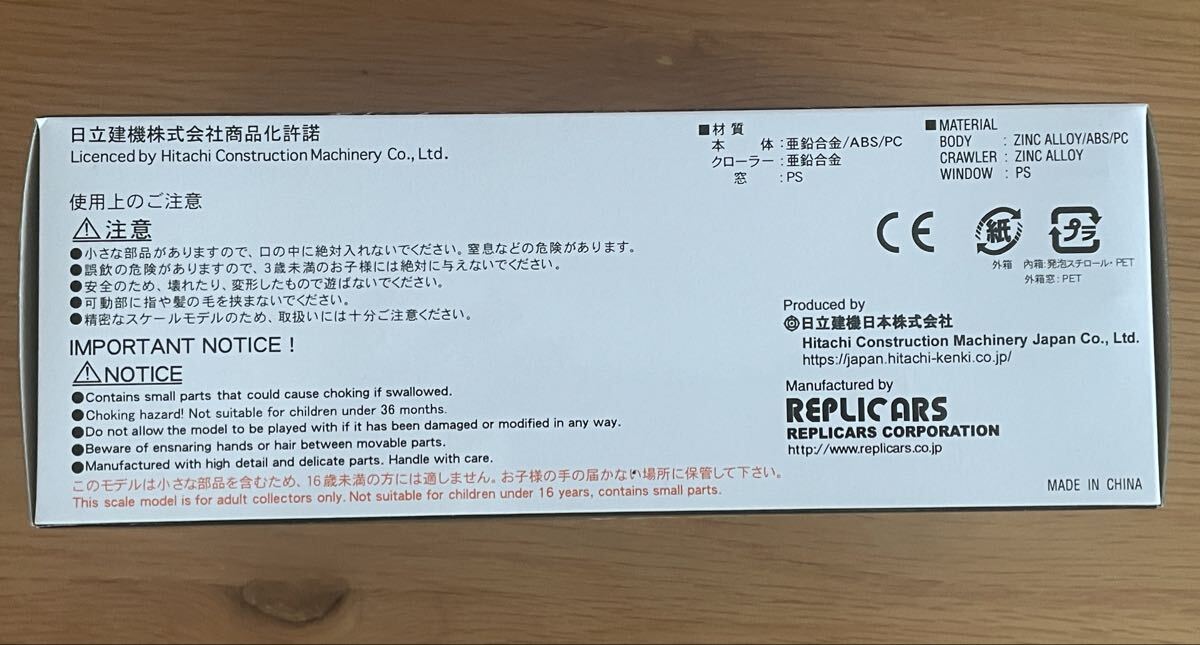 日立建機株式会社商品化許諾
Licenced by Hitachi Construction Machinery Co., Ltd.
使用上のご注意
⚠注意
●小さな部品がありますので、口の中に絶対入れないでください。窒息などの危険があります。
●誤飲の危険がありますので、3歳未満のお子様には絶対に与えないでください。
●安全のため、壊れたり、変形したもので遊ばないでください。
●可動部に指や髪の毛を挟まないでください。
●精密なスケールモデルのため、取扱いには十分ご注意ください。
IMPORTANT NOTICE !
⚠NOTICE
●Contains small parts that could cause choking if swallowed.
●Choking hazard! Not suitable for children under 36 months.
●Do not allow the model to be played with if it has been damaged or modified in any way.
●Beware of ensnaring hands or hair between movable parts.
●Manufactured with high detail and delicate parts. Handle with care.
このモデルは小さな部品を含むため、16歳未満の方には適しません。お子様の手の届かない場所に保管して下さい。
This scale model is for adult collectors only. Not suitable for children under 16 years, contains small parts.
■材質
本体:亜鉛合金/ABS/PC
クローラー:亜鉛合金
窓:PS
■MATERIAL
BODY : ZINC ALLOY/ABS/PC
CRAWLER : ZINC ALLOY
WINDOW : PS
CE
紙
プラ
外箱
内箱:発泡スチロール・PET
外箱窓:PET
Produced by
日立建機日本株式会社
Hitachi Construction Machinery Japan Co., Ltd.
https://japan.hitachi-kenki.co.jp/
Manufactured by
REPLICARS
REPLICARS CORPORATION
http://www.replicars.co.jp
MADE IN CHINA